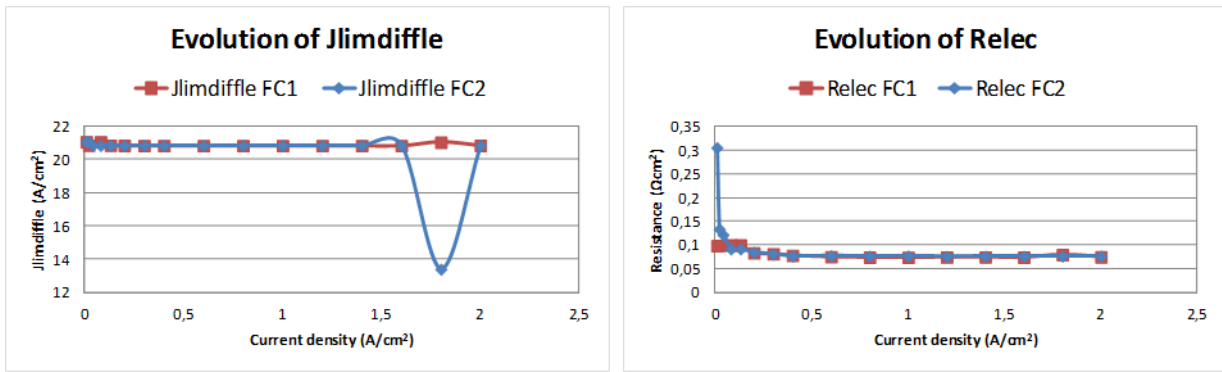 Evolution of Jlimdiffle
Jlimdiffle FC1 Jlimdiffle FC2
22
20
18
16
14
12
Jlimdiffle (A/cm²)
0 0,5 1 1,5 2 2,5
Current density (A/cm²)
Evolution of Relec
Relec FC1 Relec FC2
0,35
0,3
0,25
0,2
0,15
0,1
0,05
0
Resistance (Ωcm²)
0 0,5 1 1,5 2 2,5
Current density (A/cm²)